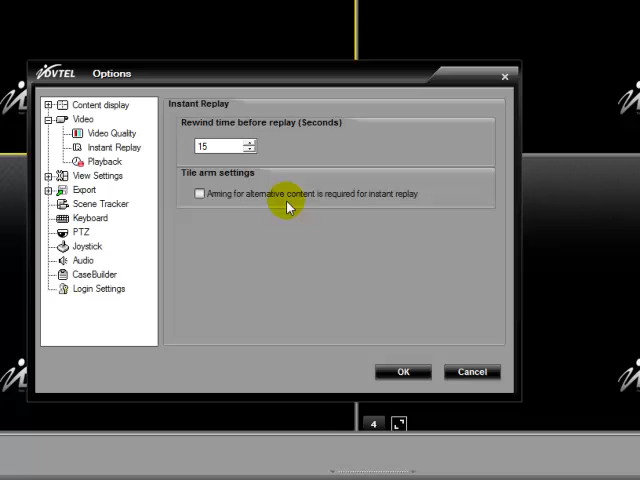 DVTEL Options
Content display
Video
Video Quality
Instant Replay
Playback
View Settings
Export
Scene Tracker
Keyboard
PTZ
Joystick
Audio
CaseBuilder
Login Settings
Instant Replay
Rewind time before replay (Seconds)
15
Tile arm settings
Arming for alternative content is required for instant replay
OK Cancel
4